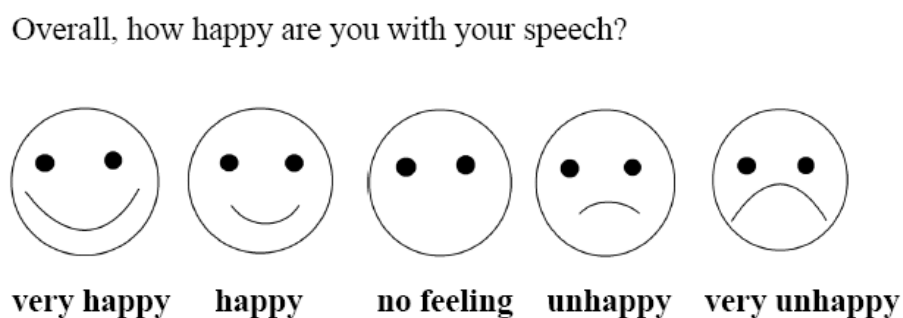 Overall, how happy are you with your speech?
very happy happy no feeling unhappy very unhappy